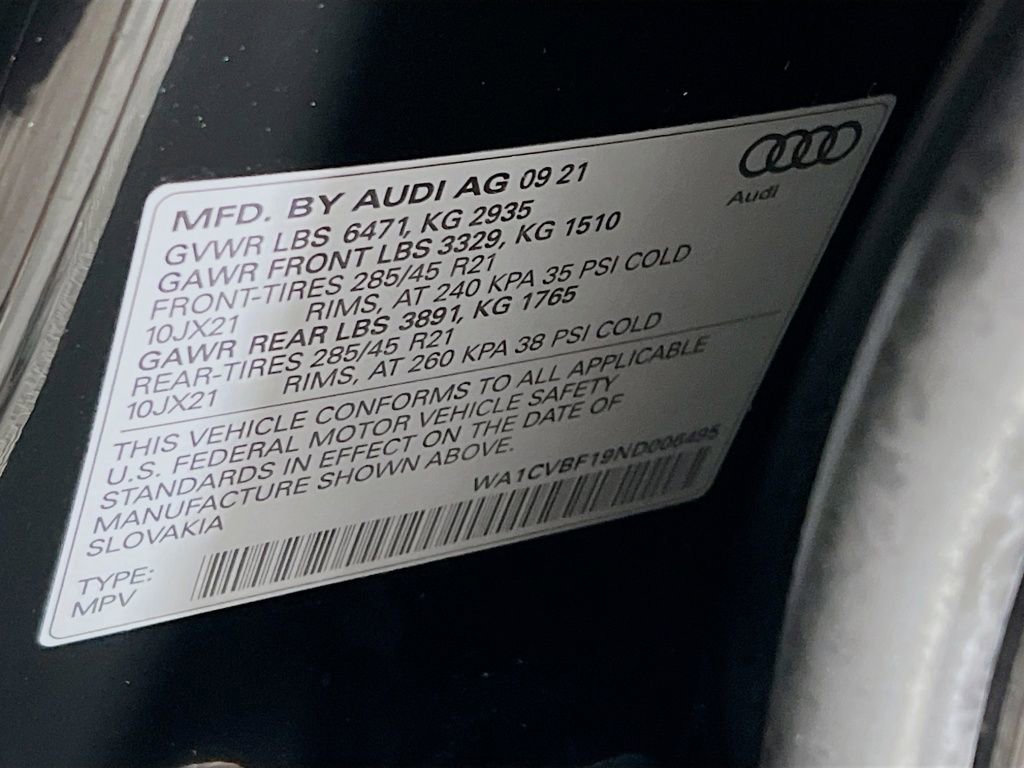 MFD. BY AUDI AG 09 21
Audi
GVWR LBS 6471, KG 2935
GAWR FRONT LBS 3329, KG 1510
FRONT-TIRES 285/45 R21
10JX21 RIMS, AT 240 KPA 35 PSI COLD
GAWR REAR LBS 3891, KG 1765
REAR-TIRES 285/45 R21
10JX21 RIMS, AT 260 KPA 38 PSI COLD
THIS VEHICLE CONFORMS TO ALL APPLICABLE
U.S. FEDERAL MOTOR VEHICLE SAFETY
STANDARDS IN EFFECT ON THE DATE OF
MANUFACTURE SHOWN ABOVE.
SLOVAKIA
WA1CVBF19ND006495
TYPE:
MPV